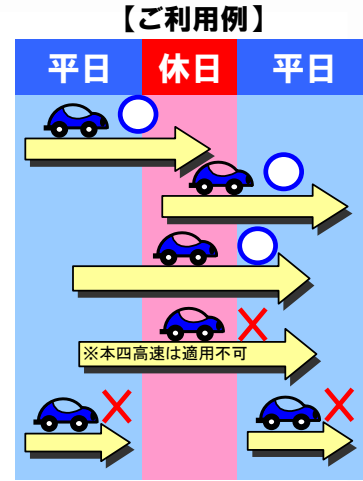 【ご利用例】
平日 休日 平日
※本四高速は適用不可